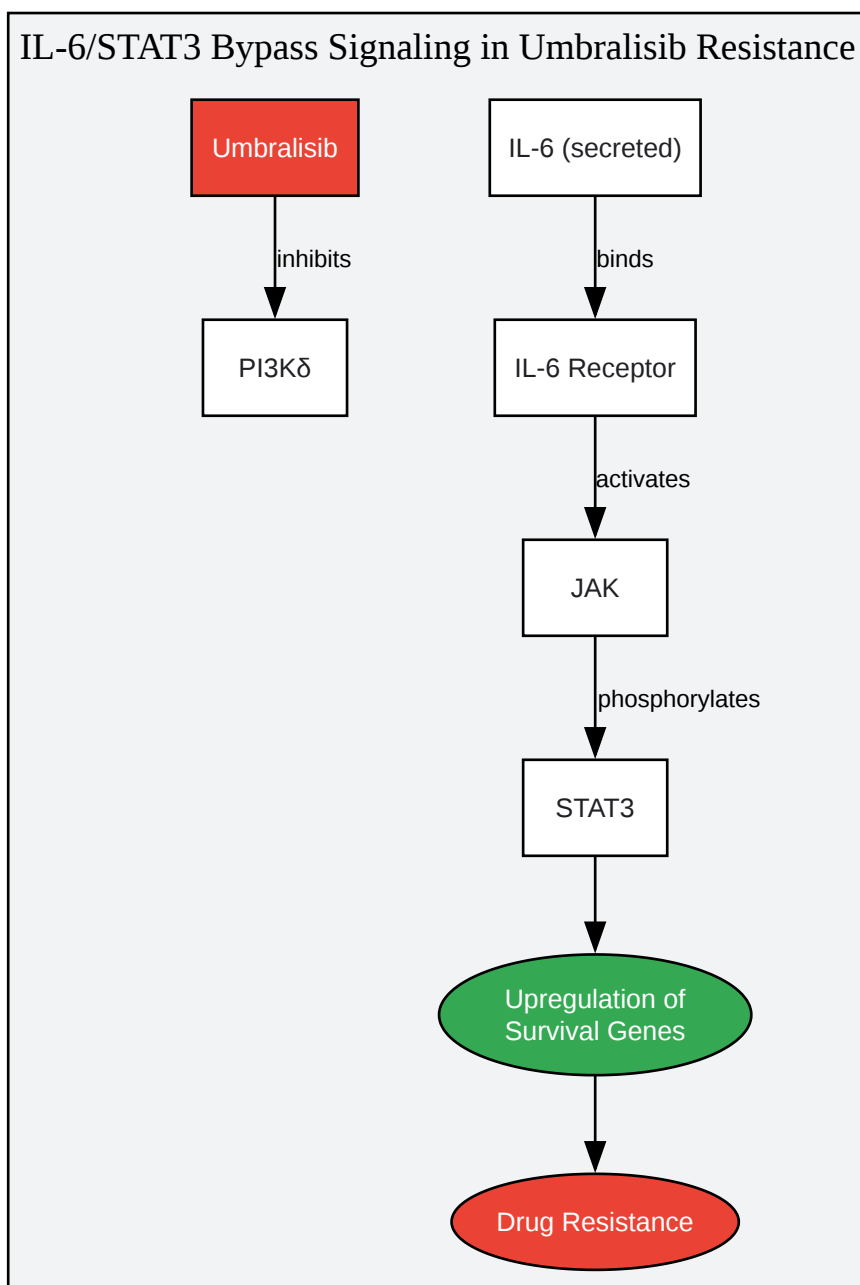 IL-6/STAT3 Bypass Signaling in Umbralisib Resistance
Umbralisib
IL-6 (secreted)
inhibits
binds
PI3Kδ
IL-6 Receptor
activates
JAK
phosphorylates
STAT3
Upregulation of
Survival Genes
Drug Resistance